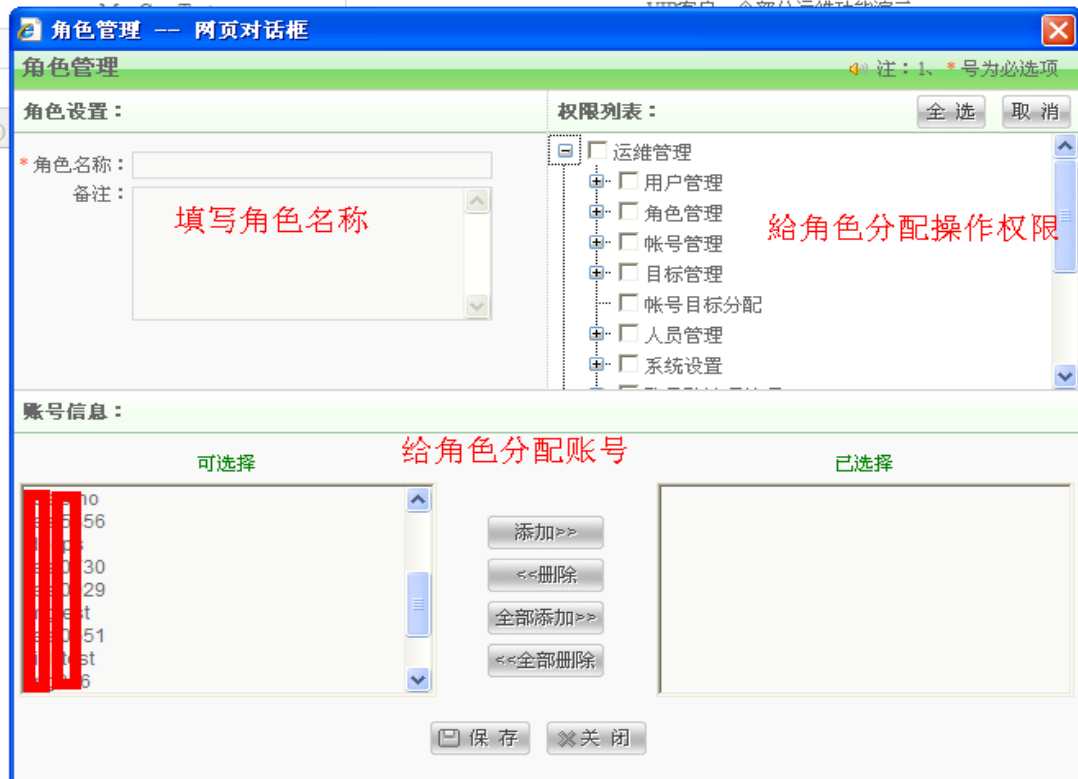 VIP客户
角色管理 -- 网页对话框
角色管理
注：1、*号为必选项
角色设置：
权限列表：
全 选
取 消
*角色名称：
备注：
填写角色名称
运维管理
用户管理
角色管理
帐号管理
目标管理
帐号目标分配
人员管理
系统设置
給角色分配操作权限
账号信息：
给角色分配账号
可选择
已选择
添加>>
<<删除
全部添加>>
<<全部删除
保 存
关 闭